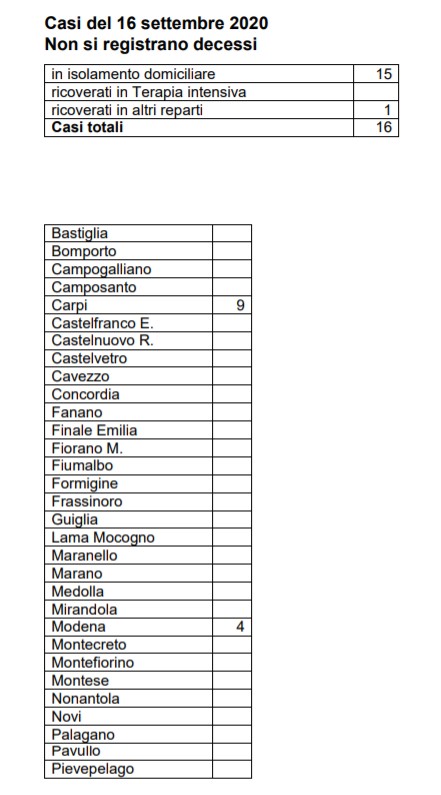 Casi del 16 settembre 2020
Non si registrano decessi
in isolamento domiciliare 15
ricoverati in Terapia intensiva
ricoverati in altri reparti 1
Casi totali 16
Bastiglia
Bomporto
Campogalliano
Camposanto
Carpi 9
Castelfranco E.
Castelnuovo R.
Castelvetro
Cavezzo
Concordia
Fanano
Finale Emilia
Fiorano M.
Fiumalbo
Formigine
Frassinoro
Guiglia
Lama Mocogno
Maranello
Marano
Medolla
Mirandola
Modena 4
Montecreto
Montefiorino
Montese
Nonantola
Novi
Palagano
Pavullo
Pievepelago